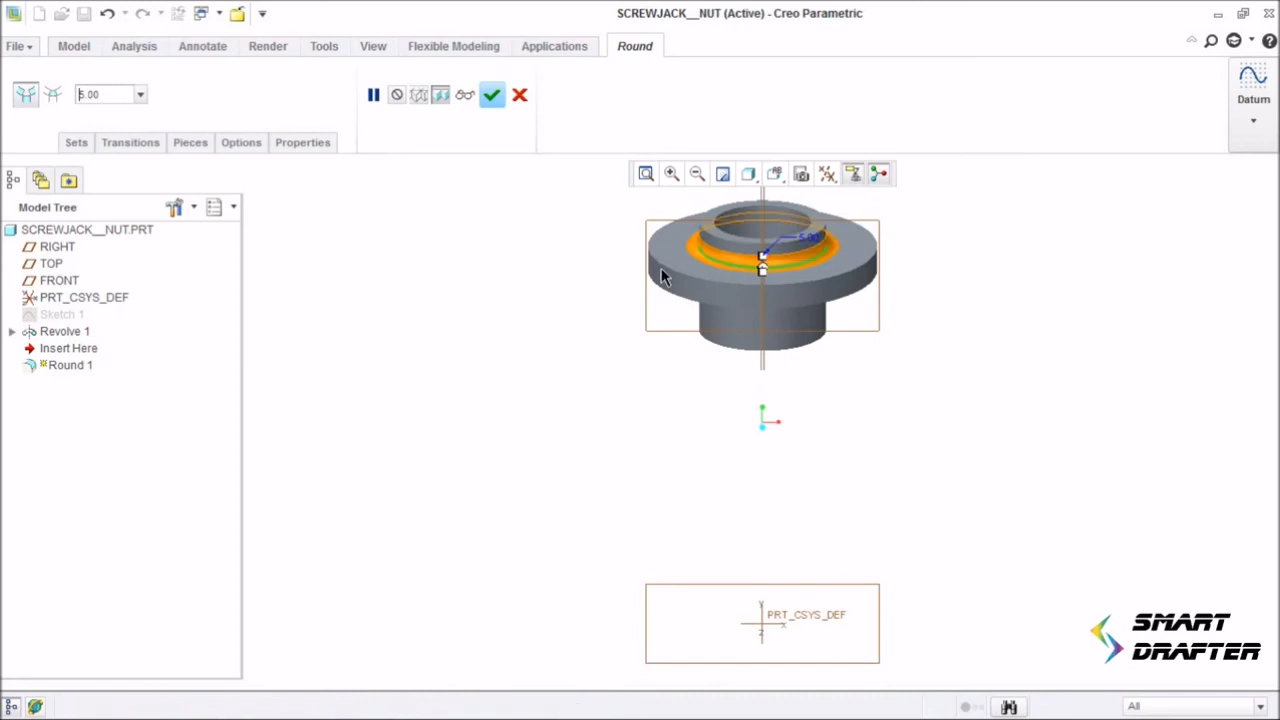 SCREWJACK__NUT (Active) - Creo Parametric
File Model Analysis Annotate Render Tools View Flexible Modeling Applications Round
5.00
Datum
Sets Transitions Pieces Options Properties
Model Tree
SCREWJACK__NUT.PRT
RIGHT
TOP
FRONT
PRT_CSYS_DEF
Sketch 1
Revolve 1
Insert Here
Round 1
5.00
Y
PRT_CSYS_DEF
X
Z
SMART
DRAFTER
All